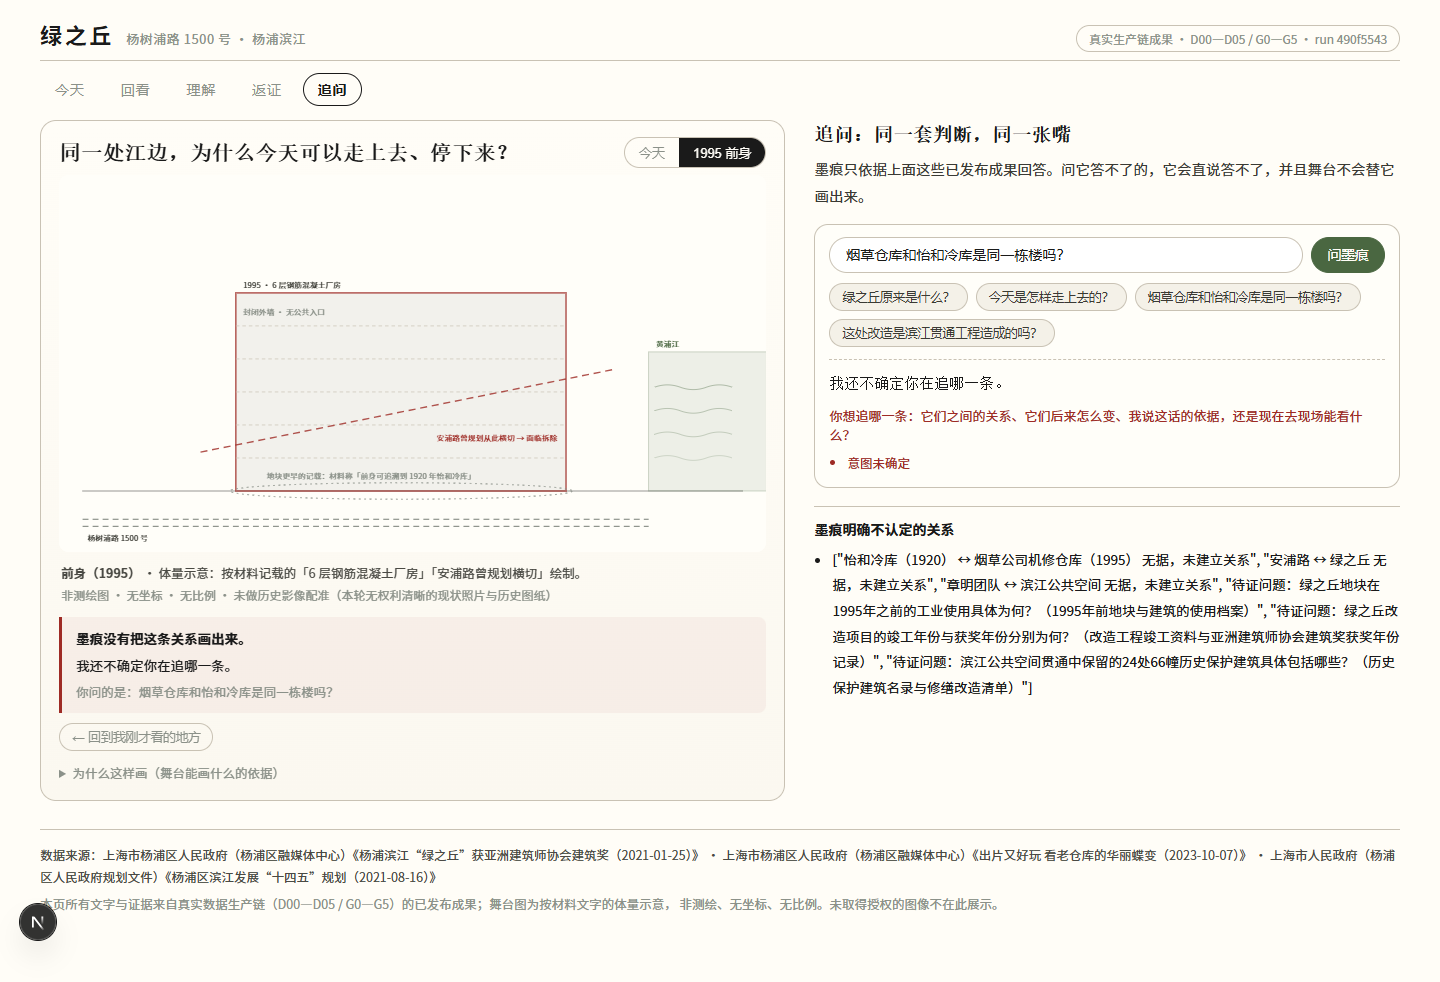 绿之丘 杨树浦路 1500 号 · 杨浦滨江
真实生产链成果 · D00—D05 / G0—G5 · run 490f5543
今天 回看 理解 返证 追问
同一处江边，为什么今天可以走上去、停下来？
今天 1995 前身
1995 · 6 层钢筋混凝土厂房
封闭外墙 · 无公共入口
黄浦江
安浦路曾规划从此横切 → 面临拆除
地块更早的记载：材料称「前身可追溯到 1920 年怡和冷库」
杨树浦路 1500 号
前身（1995） · 体量示意：按材料记载的「6 层钢筋混凝土厂房」「安浦路曾规划横切」绘制。
非测绘图 · 无坐标 · 无比例 · 未做历史影像配准（本轮无权利清晰的现状照片与历史图纸）
墨痕没有把这条关系画出来。
我还不确定你在追哪一条。
你问的是：烟草仓库和怡和冷库是同一栋楼吗？
← 回到我刚才看的地方
▶ 为什么这样画（舞台能画什么的依据）
追问：同一套判断，同一张嘴
墨痕只依据上面这些已发布成果回答。问它答不了的，它会直说答不了，并且舞台不会替它
画出来。
烟草仓库和怡和冷库是同一栋楼吗？ 问墨痕
绿之丘原来是什么？ 今天是怎样走上去的？ 烟草仓库和怡和冷库是同一栋楼吗？
这处改造是滨江贯通工程造成的吗？
我还不确定你在追哪一条。
你想追哪一条：它们之间的关系、它们后来怎么变、我说这话的依据，还是现在去现场能看什
么？
• 意图未确定
墨痕明确不认定的关系
• ["怡和冷库（1920）↔ 烟草公司机修仓库（1995） 无据，未建立关系","安浦路 ↔ 绿之丘 无
据，未建立关系","章明团队 ↔ 滨江公共空间 无据，未建立关系","待证问题：绿之丘地块在
1995年之前的工业使用具体为何？（1995年前地块与建筑的使用档案）","待证问题：绿之丘改
造项目的竣工年份与获奖年份分别为何？（改造工程竣工资料与亚洲建筑师协会建筑奖获奖年份
记录）","待证问题：滨江公共空间贯通中保留的24处66幢历史保护建筑具体包括哪些？（历史
保护建筑名录与修缮改造清单）"]
数据来源：上海市杨浦区人民政府（杨浦区融媒体中心）《杨浦滨江“绿之丘”获亚洲建筑师协会建筑奖（2021-01-25）》 · 上海市杨浦区人民政府（杨浦区融媒体中心）《出片又好玩 看老仓库的华丽蝶变（2023-10-07）》 · 上海市人民政府（杨浦
区人民政府规划文件）《杨浦区滨江发展“十四五”规划（2021-08-16）》
本页所有文字与证据来自真实数据生产链（D00—D05 / G0—G5）的已发布成果；舞台图为按材料文字的体量示意， 非测绘、无坐标、无比例。未取得授权的图像不在此展示。
N